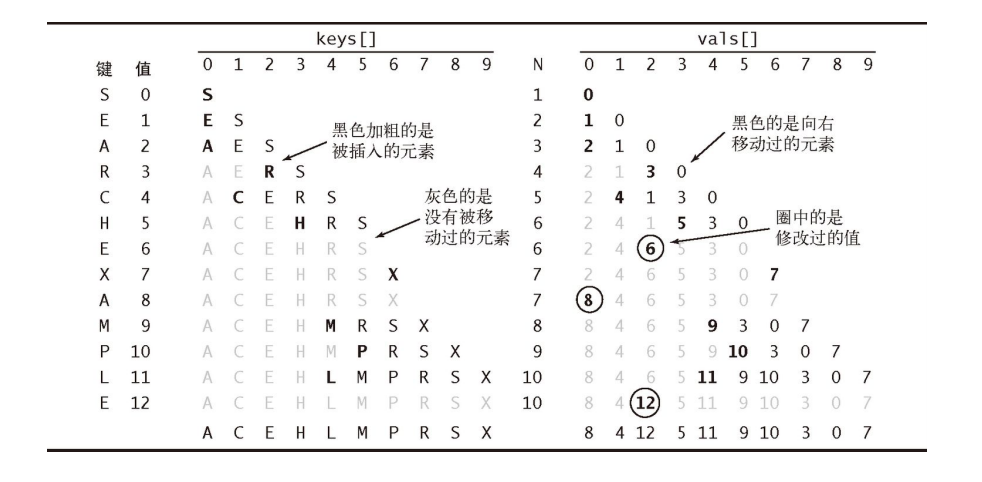 keys[] vals[]
键 值 0 1 2 3 4 5 6 7 8 9 N 0 1 2 3 4 5 6 7 8 9
S 0 S 1 0
E 1 E S 2 1 0
A 2 A E S 3 2 1 0
R 3 A E R S 4 2 1 3 0
C 4 A C E R S 5 2 4 1 3 0
H 5 A C E H R S 6 2 4 1 5 3 0
E 6 A C E H R S 6 2 4 6 5 3 0
X 7 A C E H R S X 7 2 4 6 5 3 0 7
A 8 A C E H R S X 7 8 4 6 5 3 0 7
M 9 A C E H M R S X 8 8 4 6 5 9 3 0 7
P 10 A C E H M P R S X 9 8 4 6 5 9 10 3 0 7
L 11 A C E H L M P R S X 10 8 4 6 5 11 9 10 3 0 7
E 12 A C E H L M P R S X 10 8 4 12 5 11 9 10 3 0 7
A C E H L M P R S X 8 4 12 5 11 9 10 3 0 7
黑色加粗的是
被插入的元素
灰色的是
没有被移
动过的元素
黑色的是向右
移动过的元素
圈中的是
修改过的值